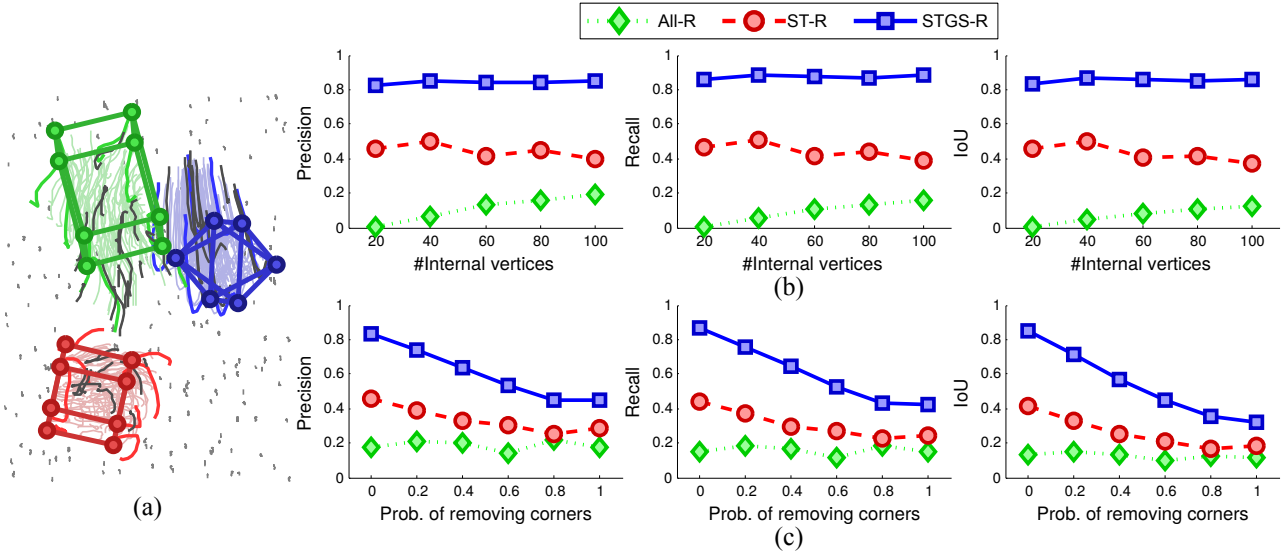 All-R ST-R STGS-R
Precision
1
0.8
0.6
0.4
0.2
0
20 40 60 80 100
#Internal vertices
Recall
1
0.8
0.6
0.4
0.2
0
20 40 60 80 100
#Internal vertices
IoU
1
0.8
0.6
0.4
0.2
0
20 40 60 80 100
#Internal vertices
(b)
Precision
1
0.8
0.6
0.4
0.2
0
0 0.2 0.4 0.6 0.8 1
Prob. of removing corners
Recall
1
0.8
0.6
0.4
0.2
0
0 0.2 0.4 0.6 0.8 1
Prob. of removing corners
IoU
1
0.8
0.6
0.4
0.2
0
0 0.2 0.4 0.6 0.8 1
Prob. of removing corners
(a)
(c)